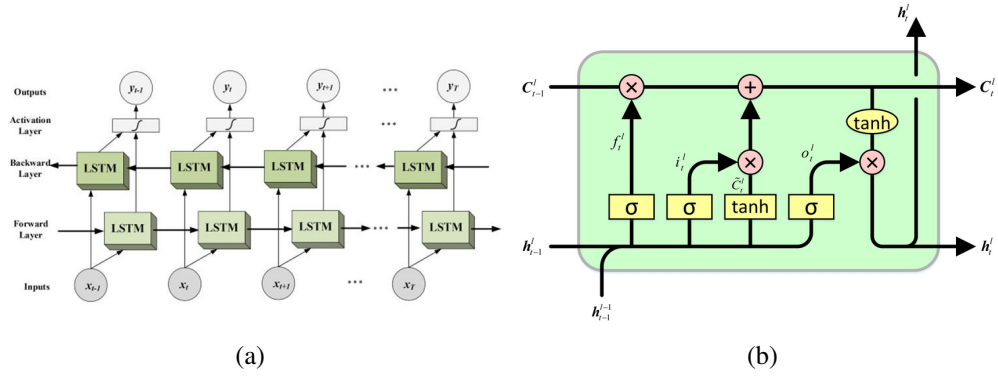 Outputs y_{t-1} y_t y_{t+1} ... y_T
Activation Layer ∫ ∫ ∫ ... ∫
Backward Layer LSTM LSTM LSTM ... LSTM
Forward Layer LSTM LSTM LSTM ... LSTM
Inputs x_{t-1} x_t x_{t+1} ... x_T
(a)
h_t^l
C_{t-1}^l × + C_t^l
tanh
f_t^l i_t^l × o_t^l ×
C̃_t^l
σ σ tanh σ
h_{t-1}^l h_t^l
h_{t-1}^{l-1}
(b)